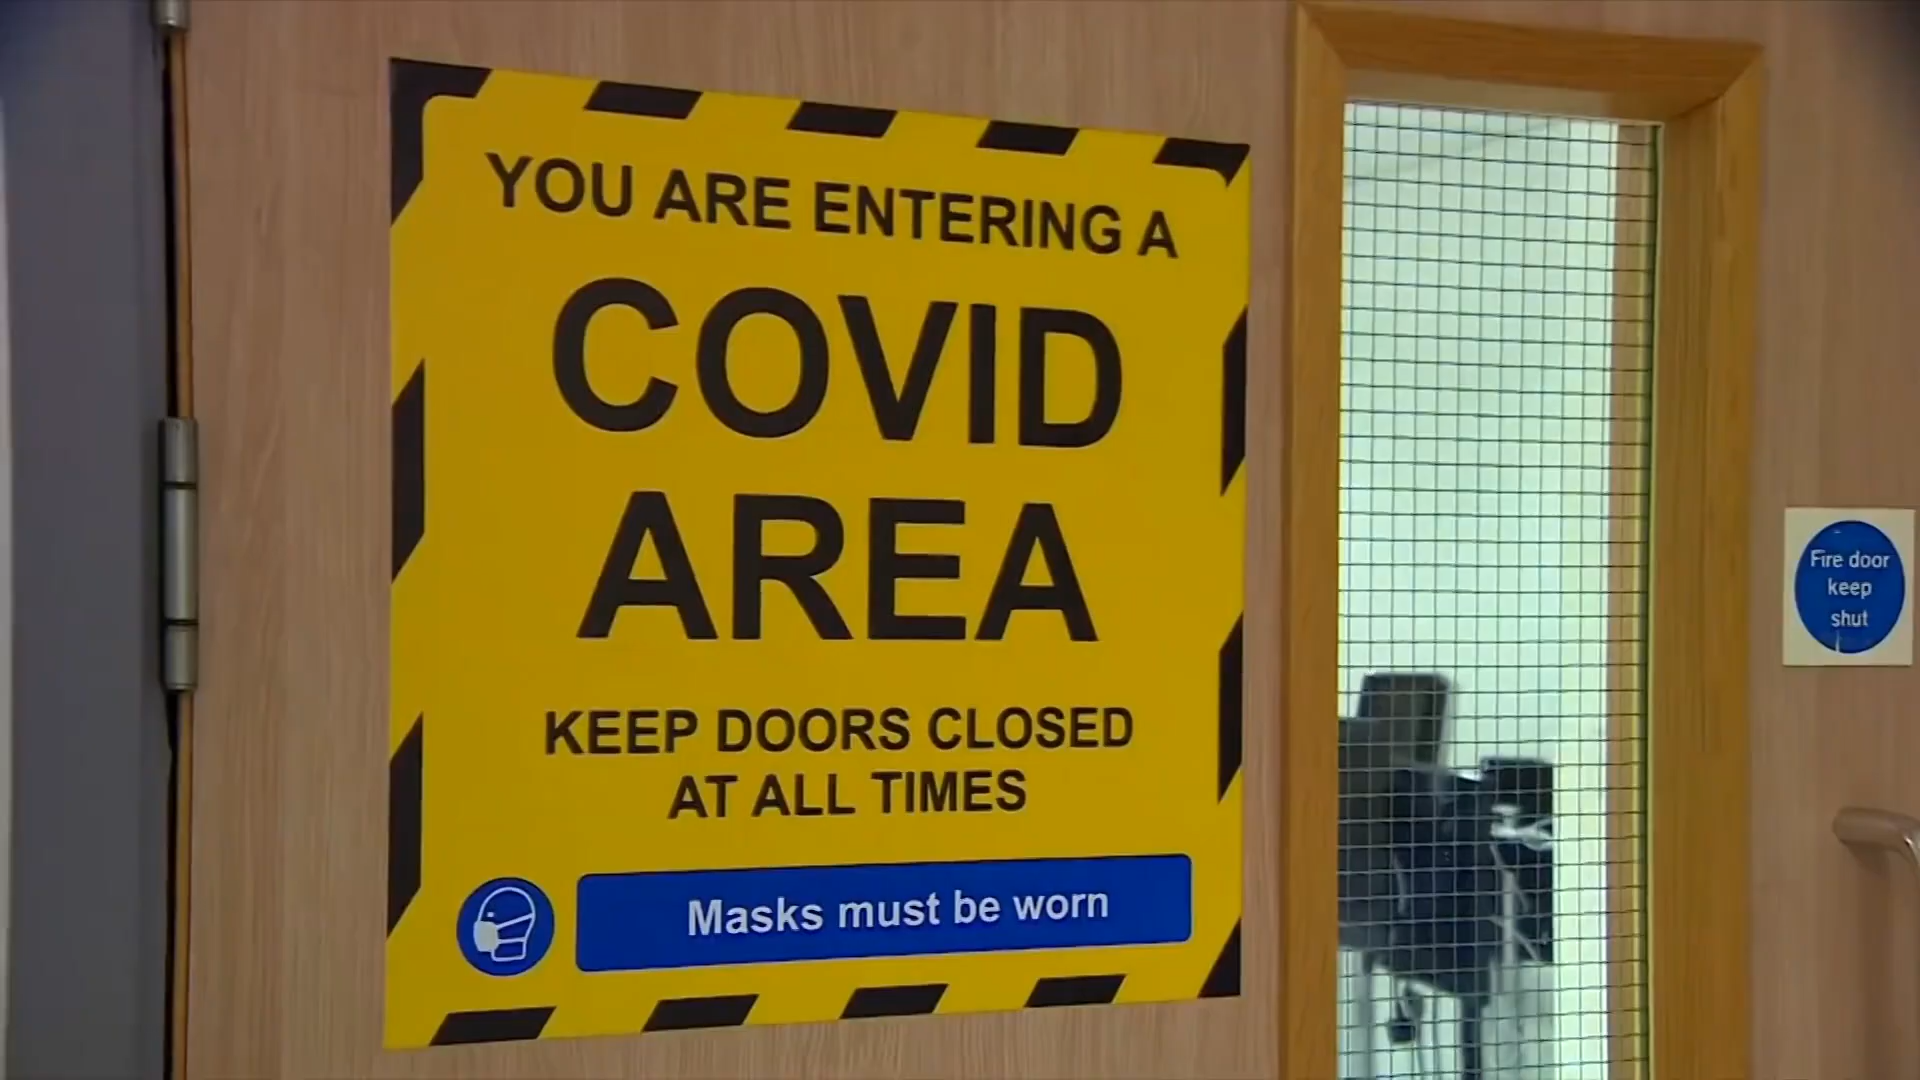 YOU ARE ENTERING A
COVID
AREA
KEEP DOORS CLOSED
AT ALL TIMES
Masks must be worn
Fire door
keep
shut